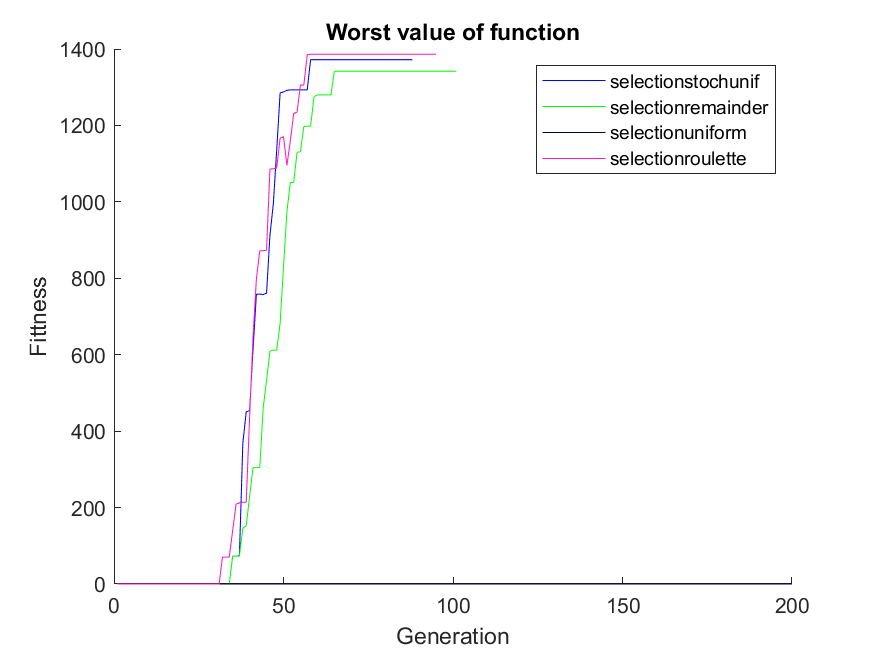 Worst value of function
1400
1200
1000
800
600
400
200
0
Fittness
selectionstochunif
selectionremainder
selectionuniform
selectionroulette
0 50 100 150 200
Generation